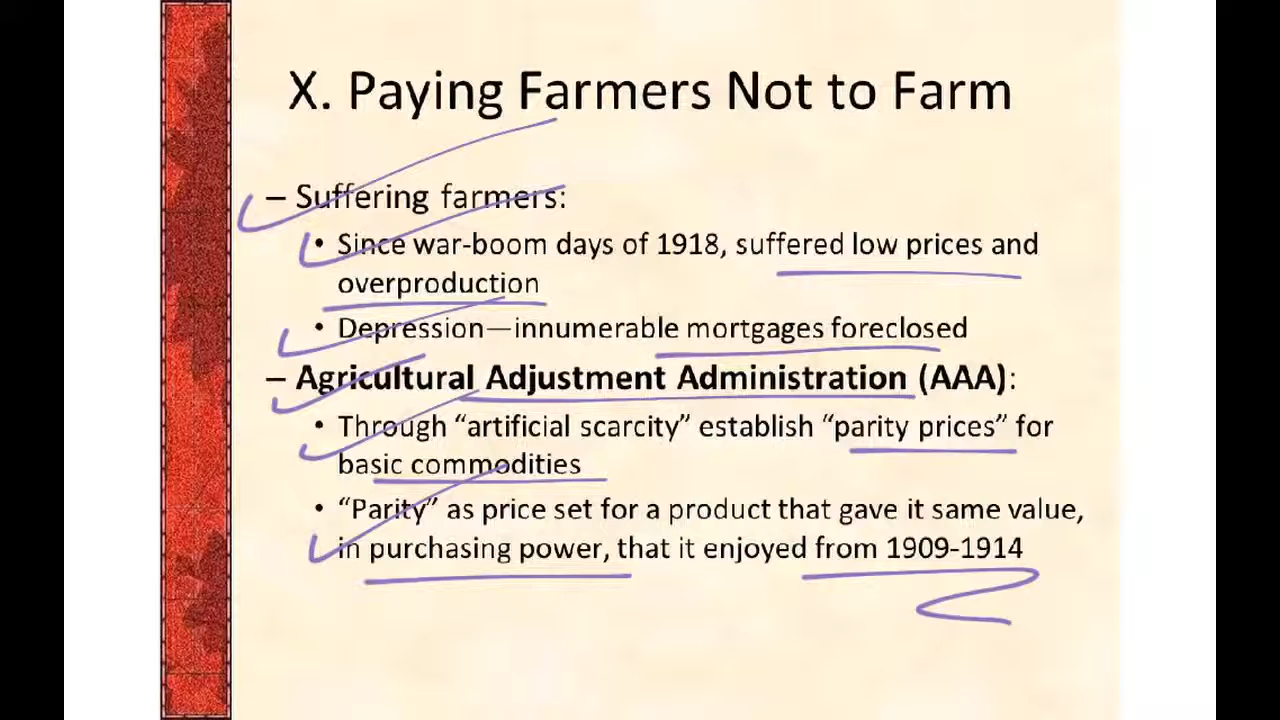 X. Paying Farmers Not to Farm
– Suffering farmers:
• Since war-boom days of 1918, suffered low prices and
overproduction
• Depression—innumerable mortgages foreclosed
– Agricultural Adjustment Administration (AAA):
• Through “artificial scarcity” establish “parity prices” for
basic commodities
• “Parity” as price set for a product that gave it same value,
in purchasing power, that it enjoyed from 1909-1914